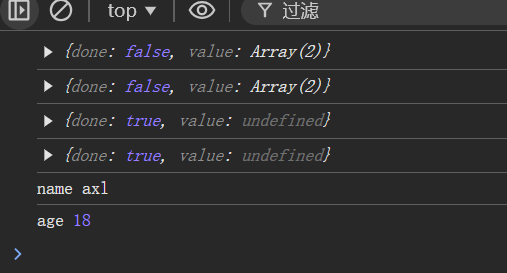 top 过滤
{done: false, value: Array(2)}
{done: false, value: Array(2)}
{done: true, value: undefined}
{done: true, value: undefined}
name axl
age 18